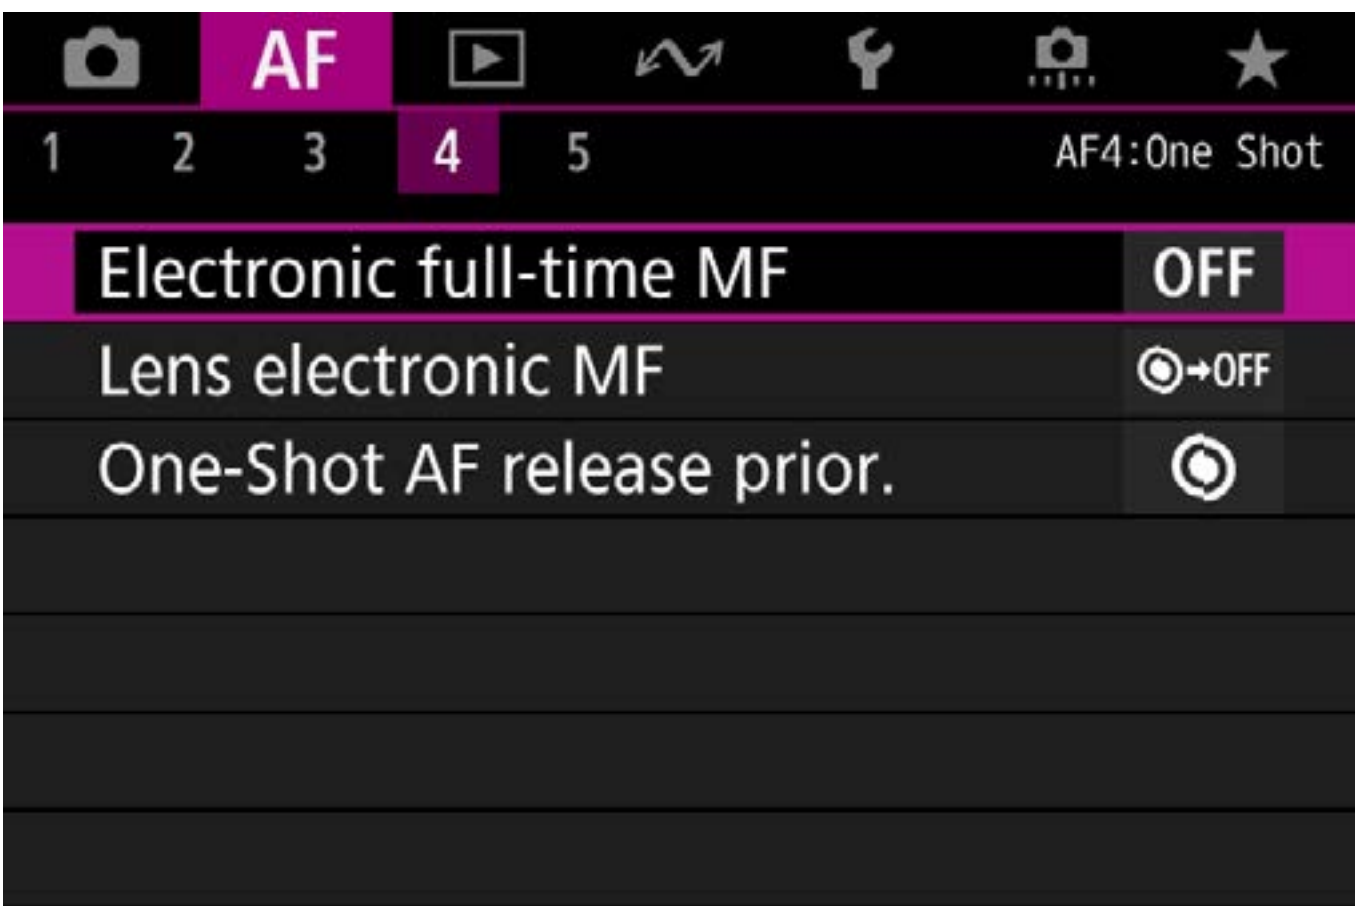 AF
1 2 3 4 5 AF4:One Shot
Electronic full-time MF OFF
Lens electronic MF →OFF
One-Shot AF release prior.